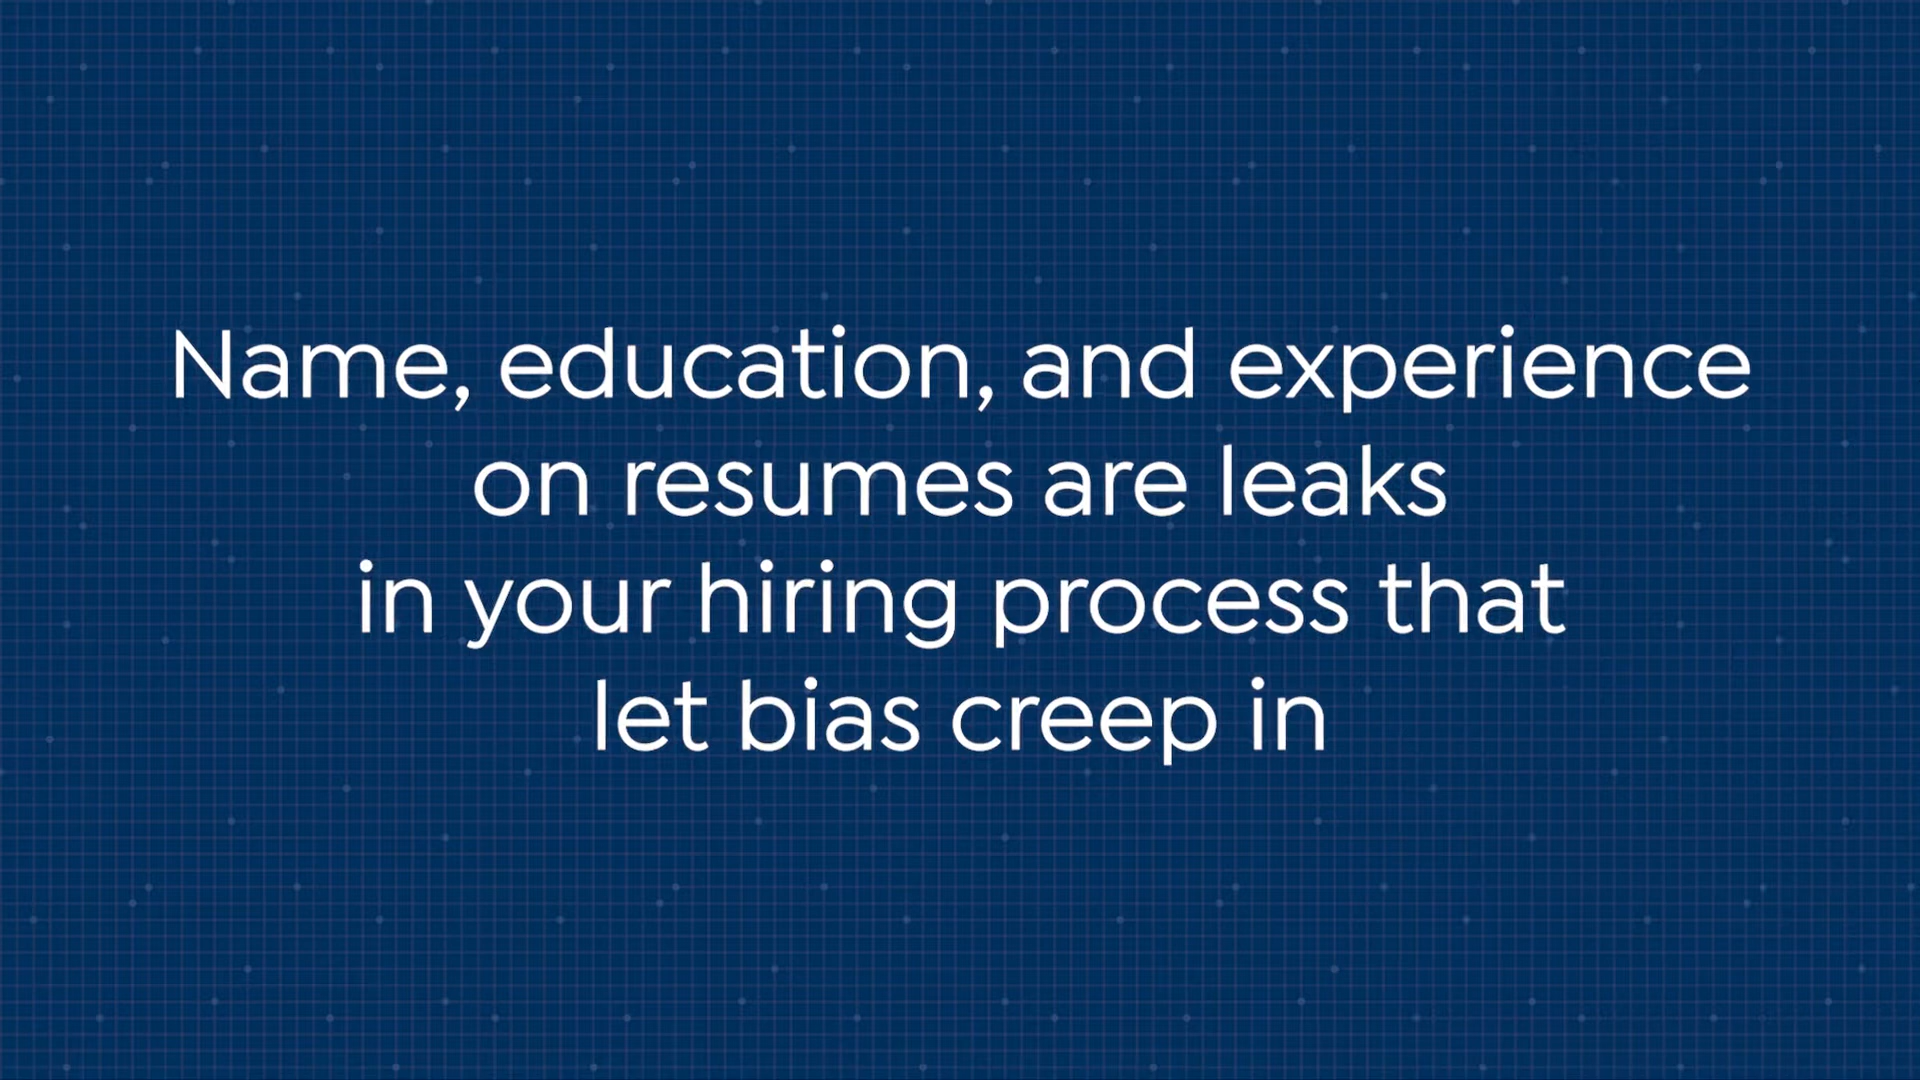 Name, education, and experience
on resumes are leaks
in your hiring process that
let bias creep in